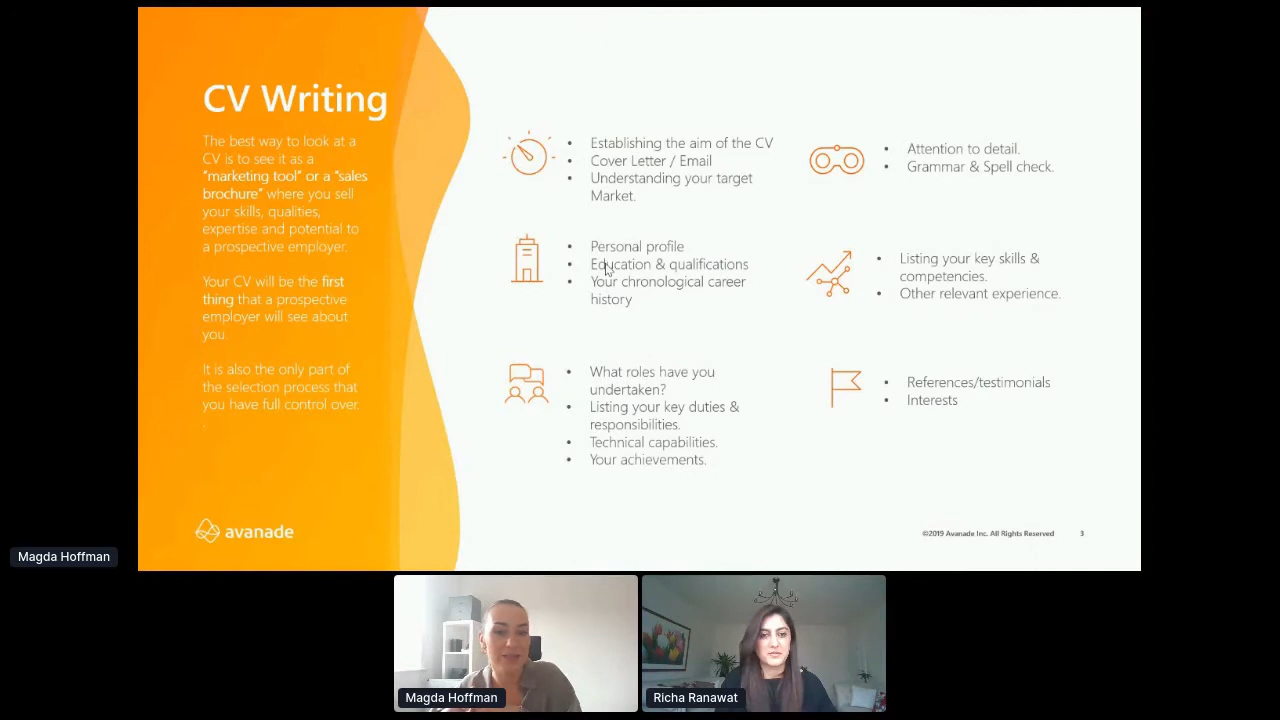 CV Writing
The best way to look at a
CV is to see it as a
"marketing tool" or a "sales
brochure" where you sell
your skills, qualities,
expertise and potential to
a prospective employer.
Your CV will be the first
thing that a prospective
employer will see about
you.
It is also the only part of
the selection process that
you have full control over.
.
avanade
• Establishing the aim of the CV
• Cover Letter / Email
• Understanding your target
Market.
• Personal profile
• Education & qualifications
• Your chronological career
history
• What roles have you
undertaken?
• Listing your key duties &
responsibilities.
• Technical capabilities.
• Your achievements.
• Attention to detail.
• Grammar & Spell check.
• Listing your key skills &
competencies.
• Other relevant experience.
• References/testimonials
• Interests
©2019 Avanade Inc. All Rights Reserved 3
Magda Hoffman
Magda Hoffman
Richa Ranawat